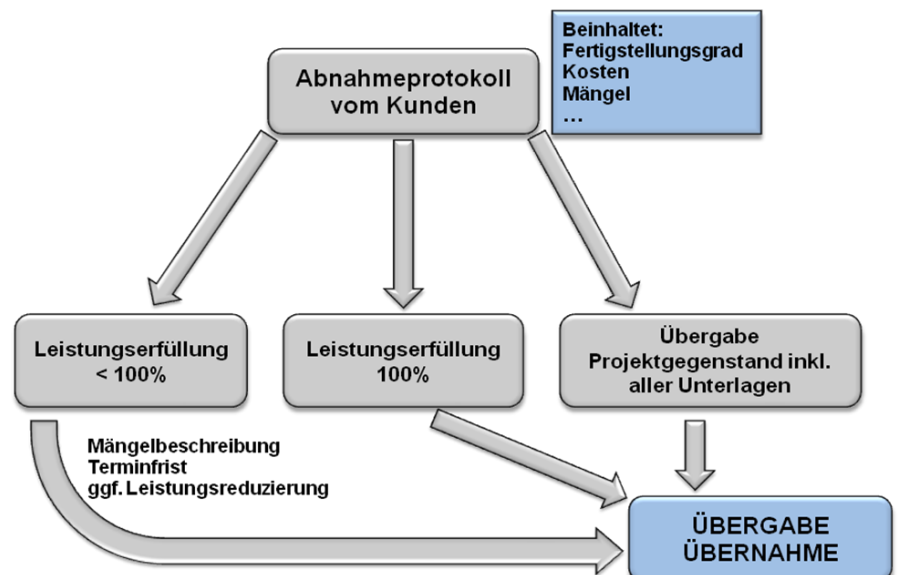 Abnahmeprotokoll
vom Kunden
Beinhaltet:
Fertigstellungsgrad
Kosten
Mängel
...
Leistungserfüllung
< 100%
Leistungserfüllung
100%
Übergabe
Projektgegenstand inkl.
aller Unterlagen
Mängelbeschreibung
Terminfrist
ggf. Leistungsreduzierung
ÜBERGABE
ÜBERNAHME